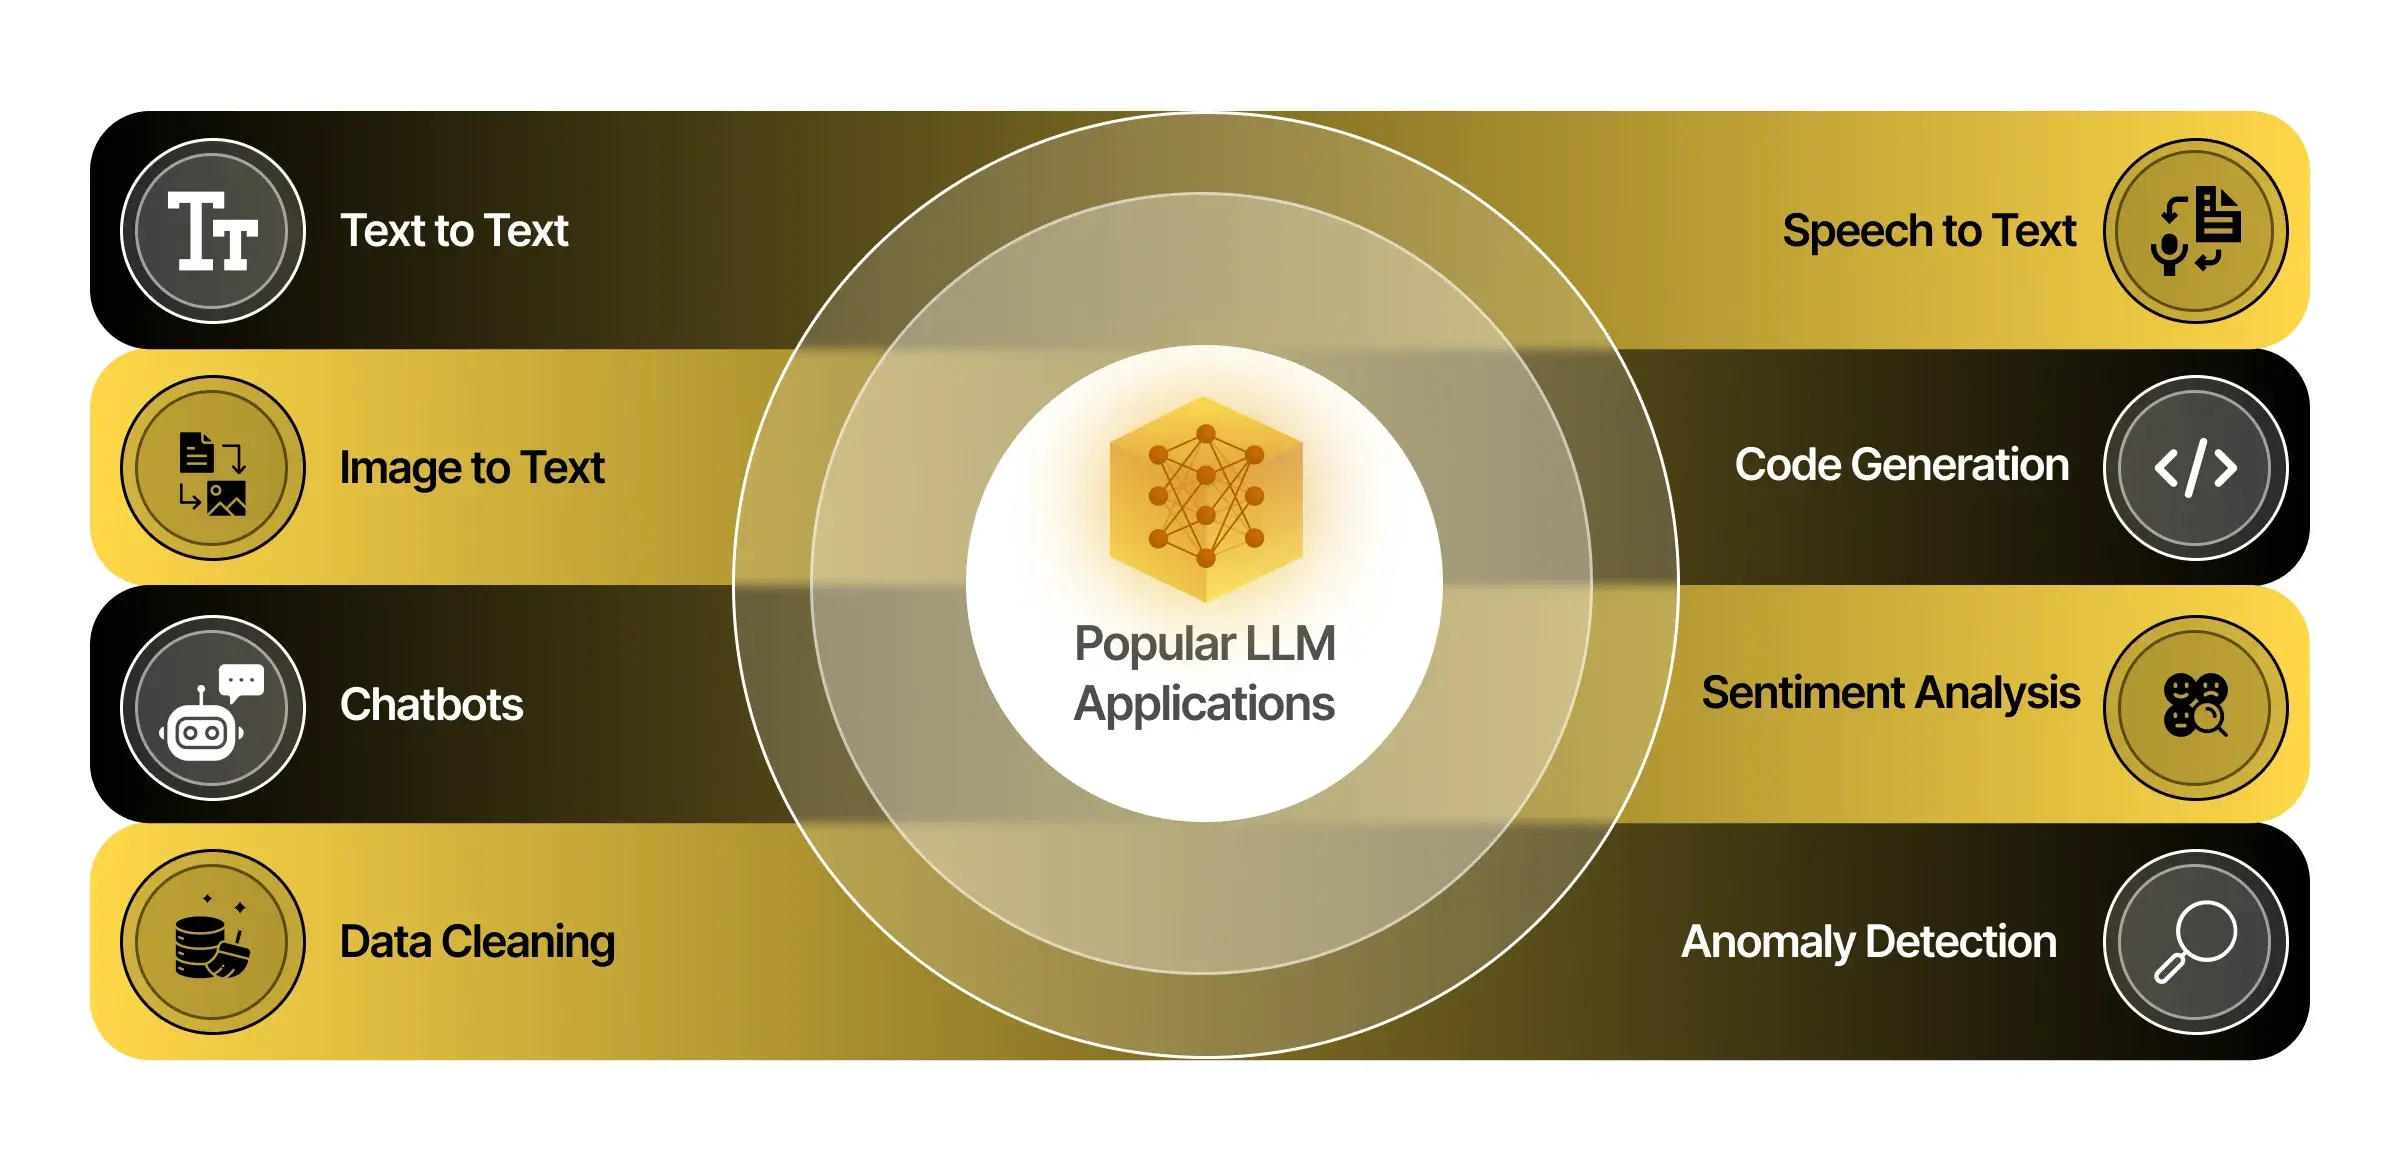 Text to Text
Image to Text
Chatbots
Data Cleaning
Popular LLM
Applications
Speech to Text
Code Generation
Sentiment Analysis
Anomaly Detection